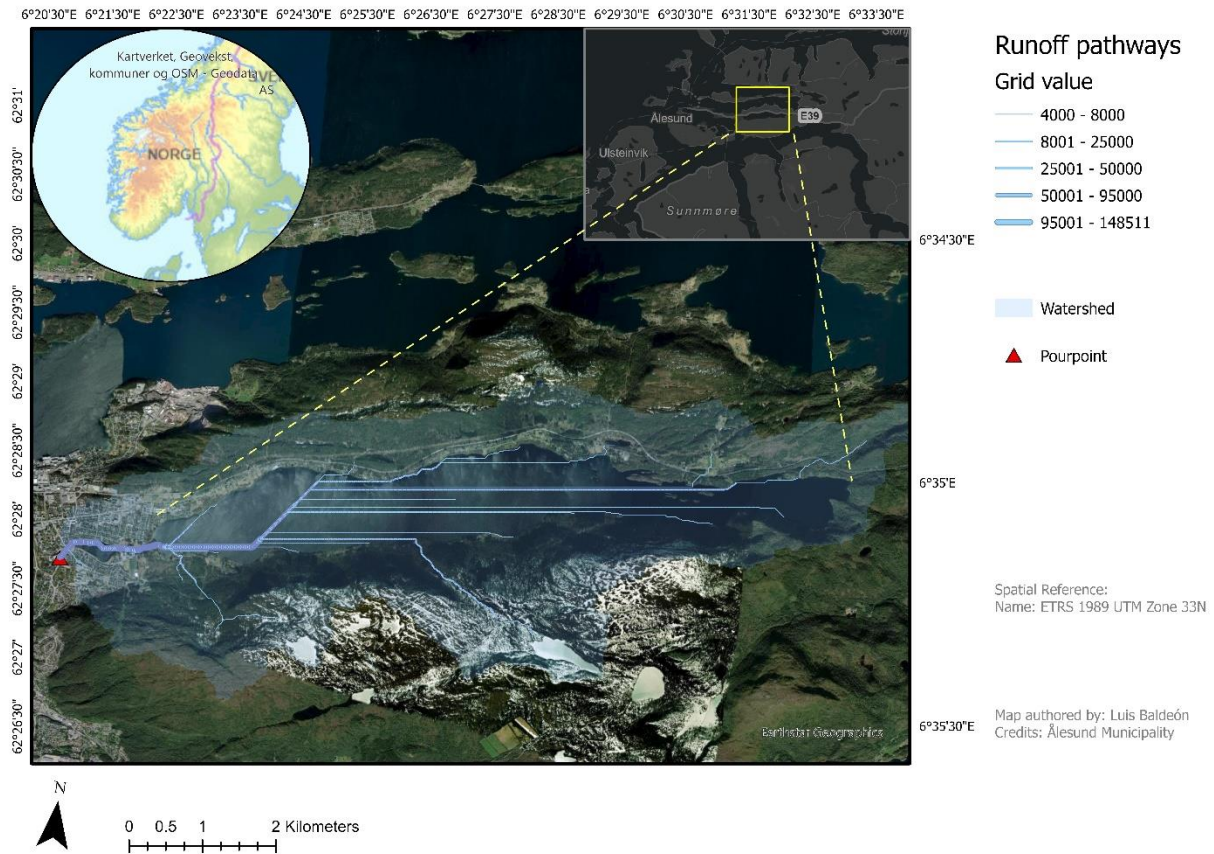 6°20'30"E 6°21'30"E 6°22'30"E 6°23'30"E 6°24'30"E 6°25'30"E 6°26'30"E 6°27'30"E 6°28'30"E 6°29'30"E 6°30'30"E 6°31'30"E 6°32'30"E 6°33'30"E
Kartverket, Geovekst,
kommuner og OSM - Geodata
AS
NORGE
Ålesund
E39
Ulsteinvik
Sunnmøre
62°31'
62°30'30"
62°30'
62°29'30"
62°29'
62°28'30"
62°28'
62°27'30"
62°27'
62°26'30"
6°34'30"E
6°35'E
6°35'30"E
Earthstar Geographics
Runoff pathways
Grid value
4000 - 8000
8001 - 25000
25001 - 50000
50001 - 95000
95001 - 148511
Watershed
Pourpoint
Spatial Reference:
Name: ETRS 1989 UTM Zone 33N
Map authored by: Luis Baldeón
Credits: Ålesund Municipality
N
0 0.5 1 2 Kilometers